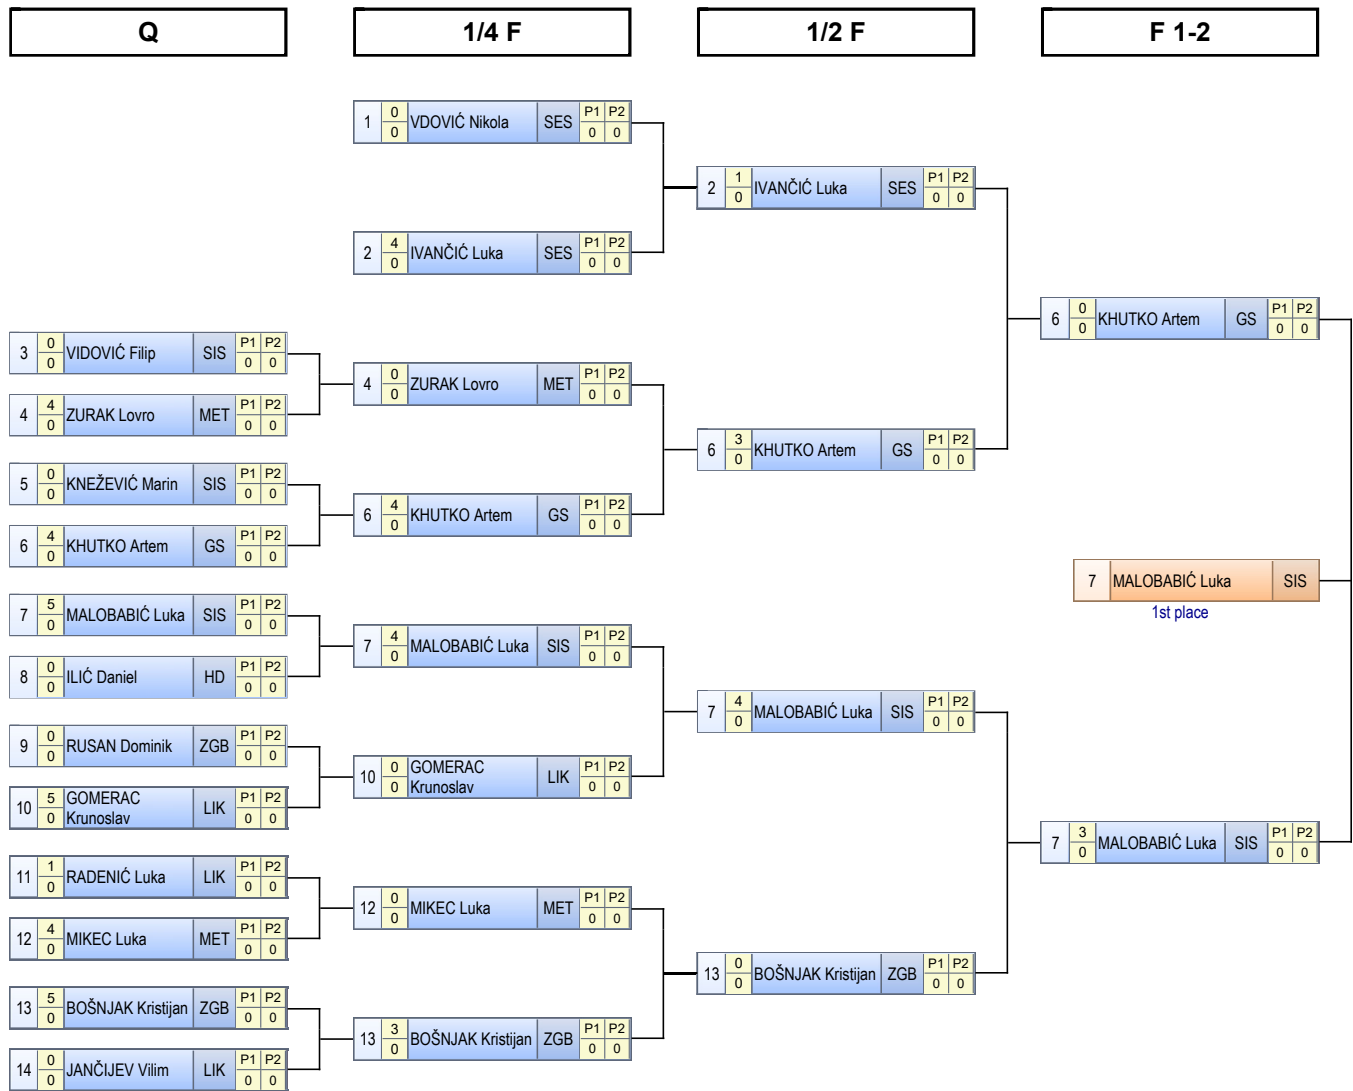 Q
1/4 F
1/2 F
F 1-2
1 0 0 VDOVIĆ Nikola SES P1 P2 0 0
2 4 0 IVANČIĆ Luka SES P1 P2 0 0
3 0 0 VIDOVIĆ Filip SIS P1 P2 0 0
4 4 0 ZURAK Lovro MET P1 P2 0 0
5 0 0 KNEŽEVIĆ Marin SIS P1 P2 0 0
6 4 0 KHUTKO Artem GS P1 P2 0 0
7 5 0 MALOBABIĆ Luka SIS P1 P2 0 0
8 0 0 ILIĆ Daniel HD P1 P2 0 0
9 0 0 RUSAN Dominik ZGB P1 P2 0 0
10 5 0 GOMERAC
Krunoslav LIK P1 P2 0 0
11 1 0 RADENIĆ Luka LIK P1 P2 0 0
12 4 0 MIKEC Luka MET P1 P2 0 0
13 5 0 BOŠNJAK Kristijan ZGB P1 P2 0 0
14 0 0 JANČIJEV Vilim LIK P1 P2 0 0
4 0 0 ZURAK Lovro MET P1 P2 0 0
6 4 0 KHUTKO Artem GS P1 P2 0 0
7 4 0 MALOBABIĆ Luka SIS P1 P2 0 0
10 0 0 GOMERAC
Krunoslav LIK P1 P2 0 0
12 0 0 MIKEC Luka MET P1 P2 0 0
13 3 0 BOŠNJAK Kristijan ZGB P1 P2 0 0
2 1 0 IVANČIĆ Luka SES P1 P2 0 0
6 3 0 KHUTKO Artem GS P1 P2 0 0
7 4 0 MALOBABIĆ Luka SIS P1 P2 0 0
13 0 0 BOŠNJAK Kristijan ZGB P1 P2 0 0
6 0 0 KHUTKO Artem GS P1 P2 0 0
7 MALOBABIĆ Luka SIS
1st place
7 3 0 MALOBABIĆ Luka SIS P1 P2 0 0